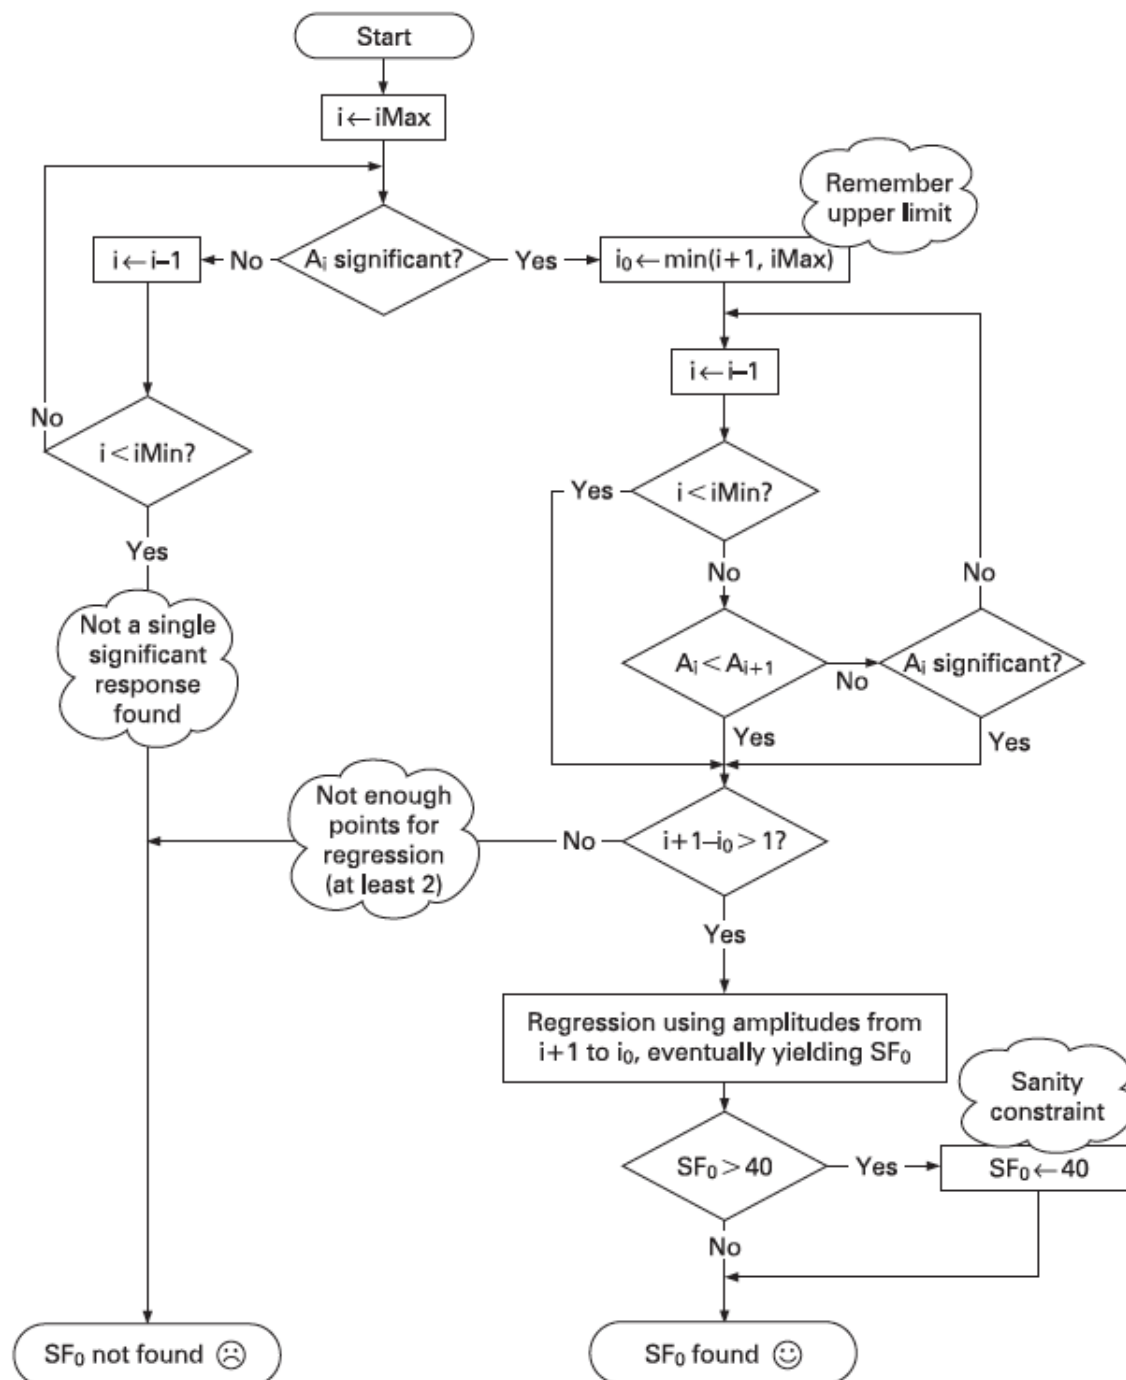 Start
i←iMax
Remember
upper limit
i←i–1
No
Aᵢ significant?
Yes
i₀←min(i+1, iMax)
i←i–1
No
i<iMin?
Yes
i<iMin?
Yes
No
No
Not a single
significant
response
found
Aᵢ<Aᵢ₊₁
No
Aᵢ significant?
Yes
Yes
Not enough
points for
regression
(at least 2)
No
i+1–i₀>1?
Yes
Regression using amplitudes from
i+1 to i₀, eventually yielding SF₀
Sanity
constraint
SF₀>40
Yes
SF₀←40
No
SF₀ not found ☹
SF₀ found ☺